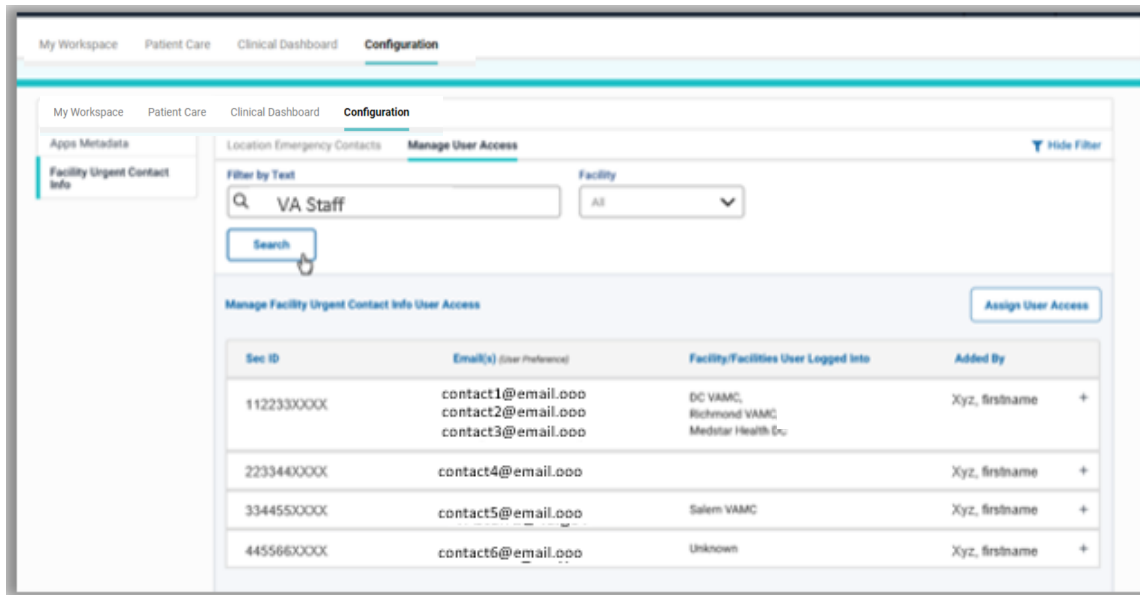 My Workspace Patient Care Clinical Dashboard Configuration
My Workspace Patient Care Clinical Dashboard Configuration
Apps Metadata
Facility Urgent Contact
Info
Location Emergency Contacts Manage User Access Hide Filter
Filter by Text Facility
VA Staff All
Search
Manage Facility Urgent Contact Info User Access Assign User Access
Sec ID Email(s) (User Preference) Facility/Facilities User Logged Into Added By
112233XXXX contact1@email.ooo DC VAMC, Xyz, firstname +
contact2@email.ooo Richmond VAMC
contact3@email.ooo Medstar Health
223344XXXX contact4@email.ooo Xyz, firstname +
334455XXXX contact5@email.ooo Salem VAMC Xyz, firstname +
445566XXXX contact6@email.ooo Unknown Xyz, firstname +